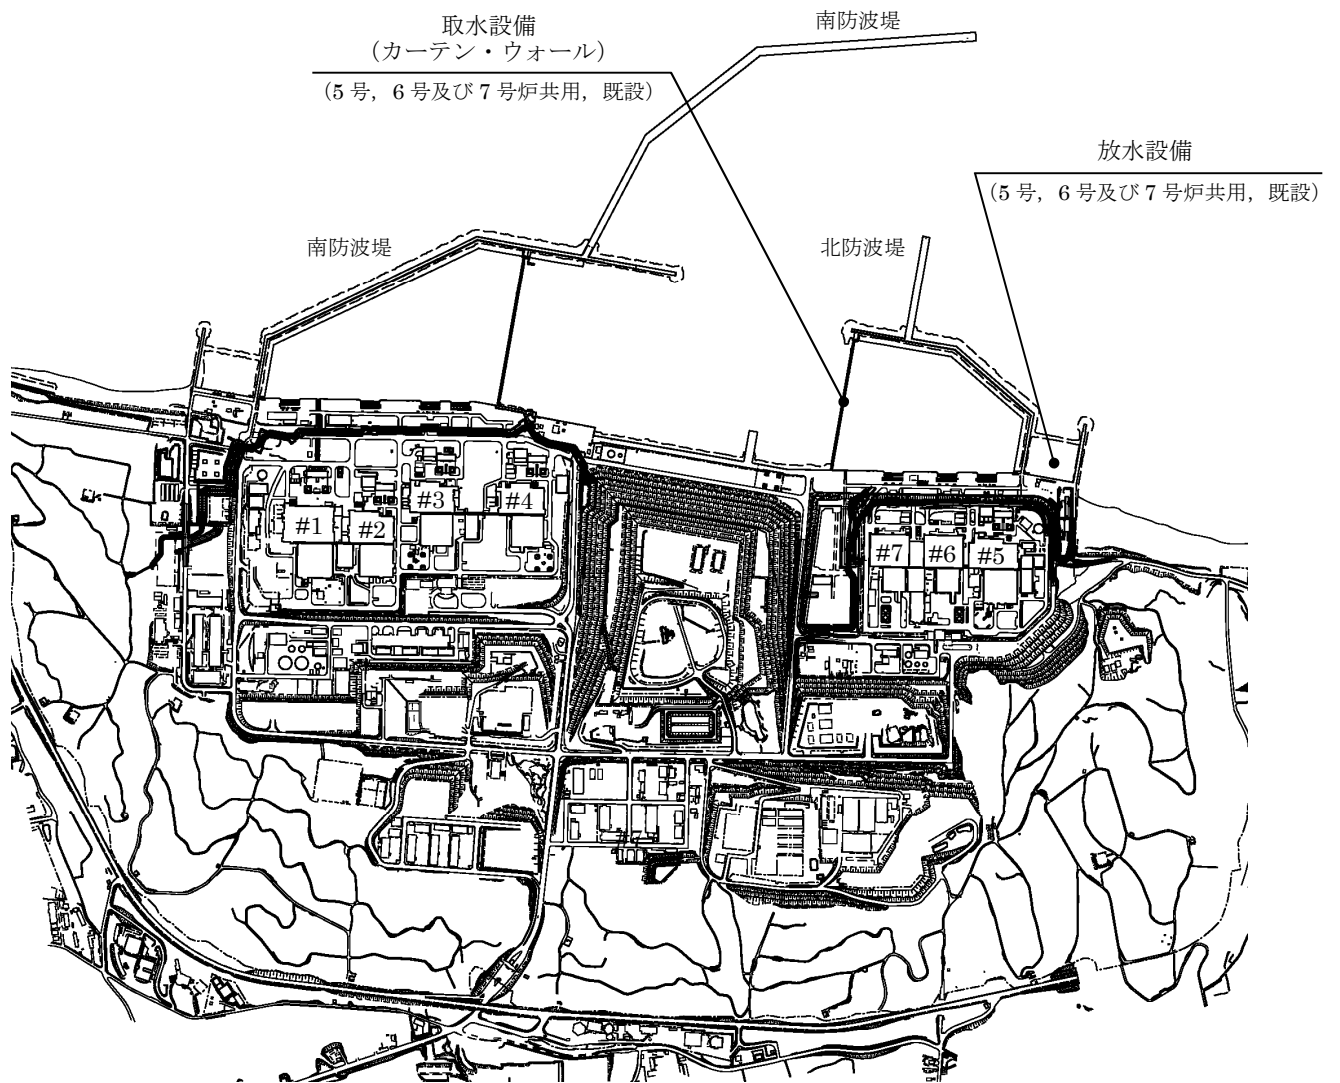 取水設備
(カーテン・ウォール)
(5 号，6 号及び 7 号炉共用，既設)
南防波堤
放水設備
(5 号，6 号及び 7 号炉共用，既設)
南防波堤
北防波堤
#1
#2
#3
#4
#7
#6
#5